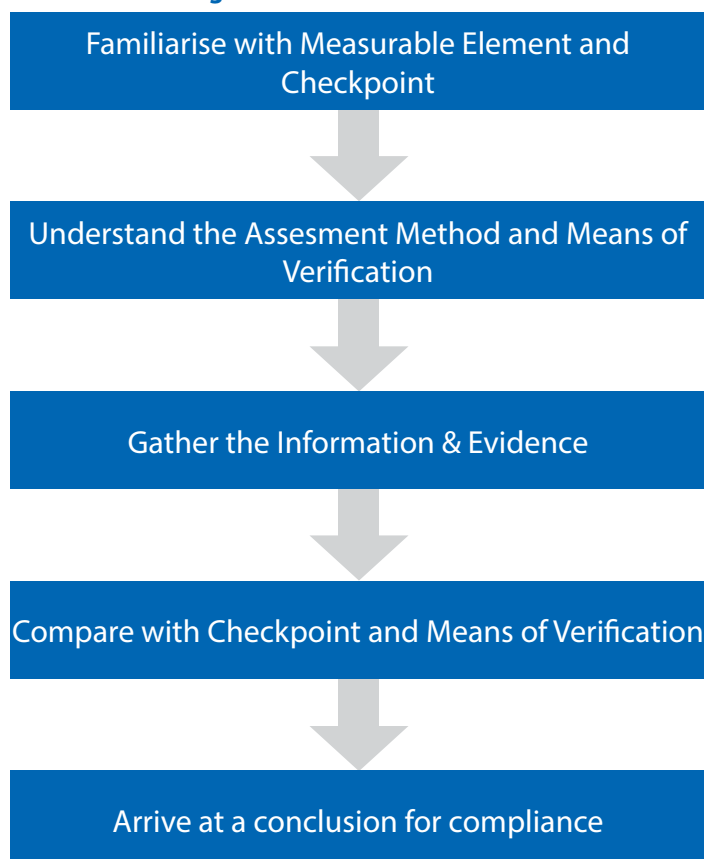 Familiarise with Measurable Element and
Checkpoint
Understand the Assesment Method and Means of
Verification
Gather the Information & Evidence
Compare with Checkpoint and Means of Verification
Arrive at a conclusion for compliance